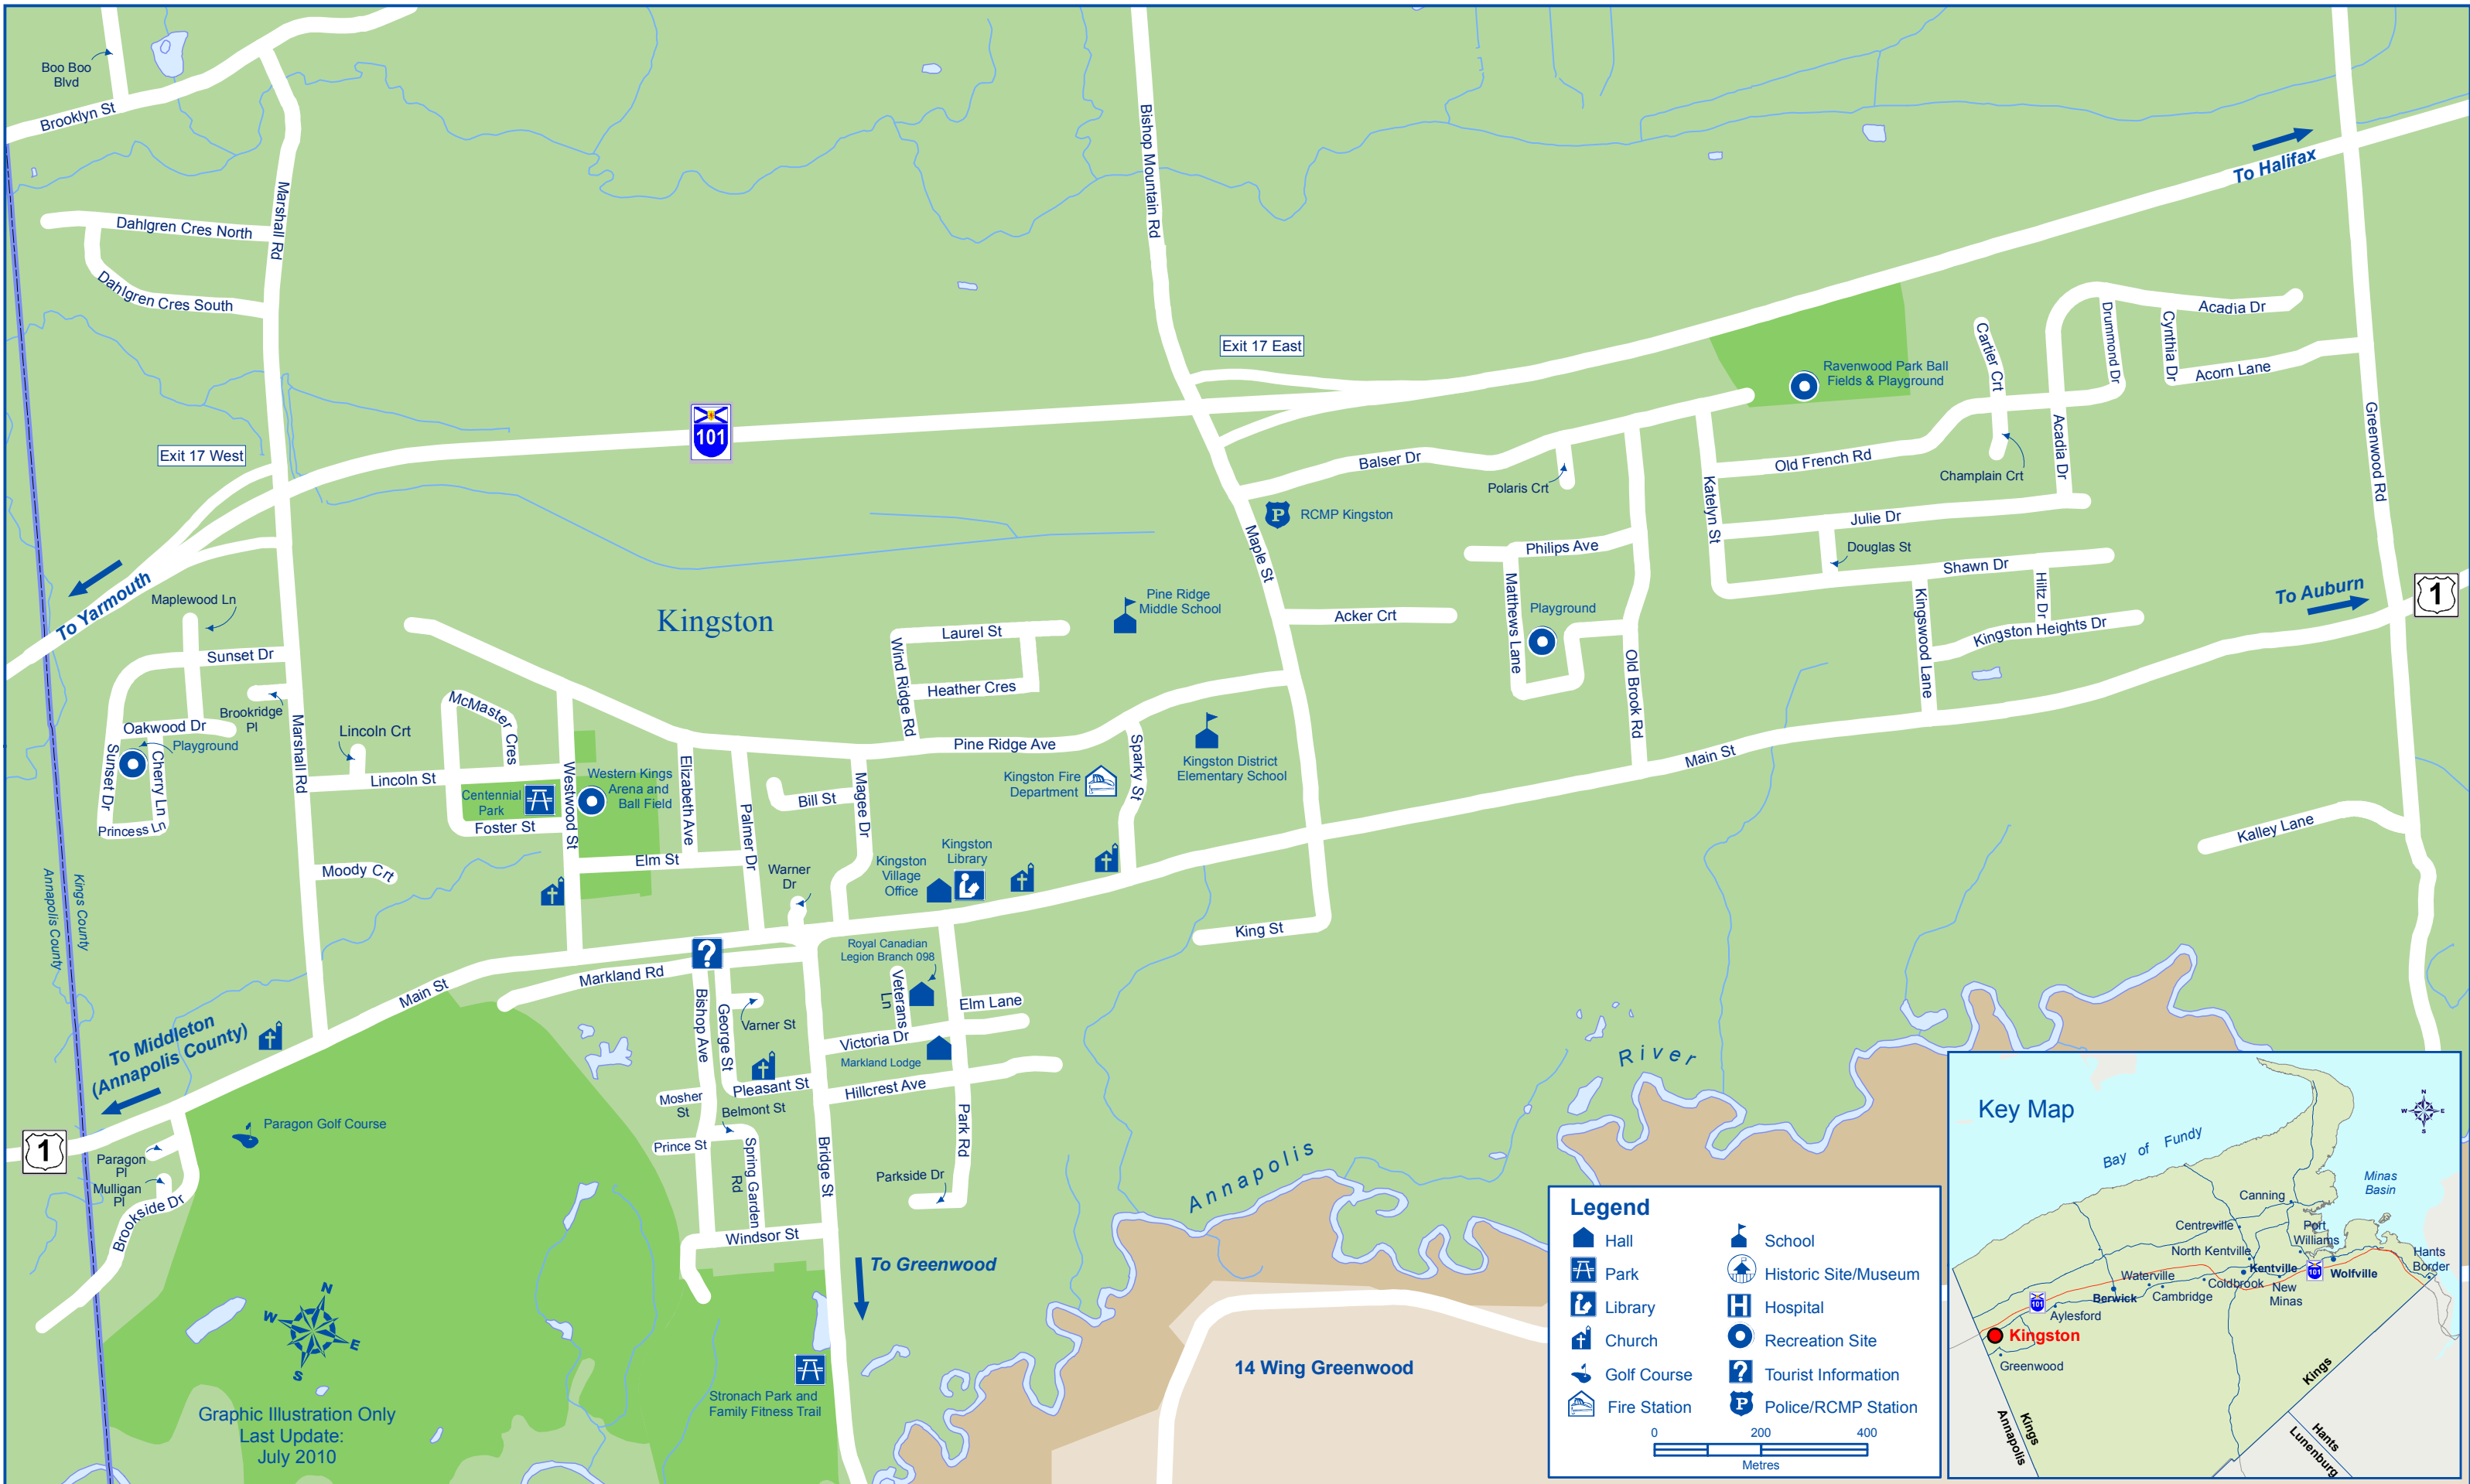 Boo Boo
Blvd
Brooklyn St
Bishop Mountain Rd
To Halifax
Marshall Rd
Dahlgren Cres North
Dahlgren Cres South
Exit 17 East
Exit 17 West
101
Ravenwood Park Ball
Fields & Playground
Cartier Crt
Drummond Dr
Cynthia Dr
Acadia Dr
Acorn Lane
Acadia Dr
Greenwood Rd
Balser Dr
Polaris Crt
Old French Rd
Champlain Crt
RCMP Kingston
P
Katelyn St
Julie Dr
Douglas St
Maple St
Philips Ave
Shawn Dr
Hiltz Dr
To Auburn
1
To Yarmouth
Maplewood Ln
Kingston
Pine Ridge
Middle School
Acker Crt
Matthews Lane
Playground
Kingswood Lane
Kingston Heights Dr
Sunset Dr
Laurel St
Wind Ridge Rd
Heather Cres
Old Brook Rd
Brookridge
Pl
McMaster Cres
Oakwood Dr
Playground
Lincoln Crt
Marshall Rd
Sunset Dr
Cherry Ln
Princess Ln
Lincoln St
Centennial
Park
Foster St
Westwood St
Western Kings
Arena and
Ball Field
Elizabeth Ave
Palmer Dr
Pine Ridge Ave
Bill St
Magee Dr
Kingston Fire
Department
Sparky St
Kingston District
Elementary School
Main St
Kalley Lane
Elm St
Moody Crt
Warner
Dr
Kingston
Village
Office
Kingston
Library
Kings County
Annapolis County
King St
Royal Canadian
Legion Branch 098
?
Markland Rd
Main St
Veterans
Ln
Elm Lane
Bishop Ave
George St
Varner St
Victoria Dr
Markland Lodge
To Middleton
(Annapolis County)
Pleasant St
Hillcrest Ave
Mosher
St
Belmont St
Prince St
Spring Garden
Rd
Bridge St
Park Rd
Parkside Dr
Paragon Golf Course
1
Paragon
Pl
Mulligan
Pl
Brookside Dr
Windsor St
To Greenwood
Annapolis
River
Stronach Park and
Family Fitness Trail
14 Wing Greenwood
N
W
E
S
Graphic Illustration Only
Last Update:
July 2010
Legend
Hall
School
Park
Historic Site/Museum
Library
H
Hospital
Church
Recreation Site
Golf Course
?
Tourist Information
Fire Station
P
Police/RCMP Station
0
200
400
Metres
Key Map
N
W
E
S
Bay of Fundy
Minas
Basin
Canning
Centreville
Port
Williams
North Kentville
Hants
Border
Kentville
101
Wolfville
Waterville
Coldbrook
New
Minas
Berwick
Cambridge
101
Aylesford
Kingston
Greenwood
Kings
Kings
Annapolis
Hants
Lunenburg